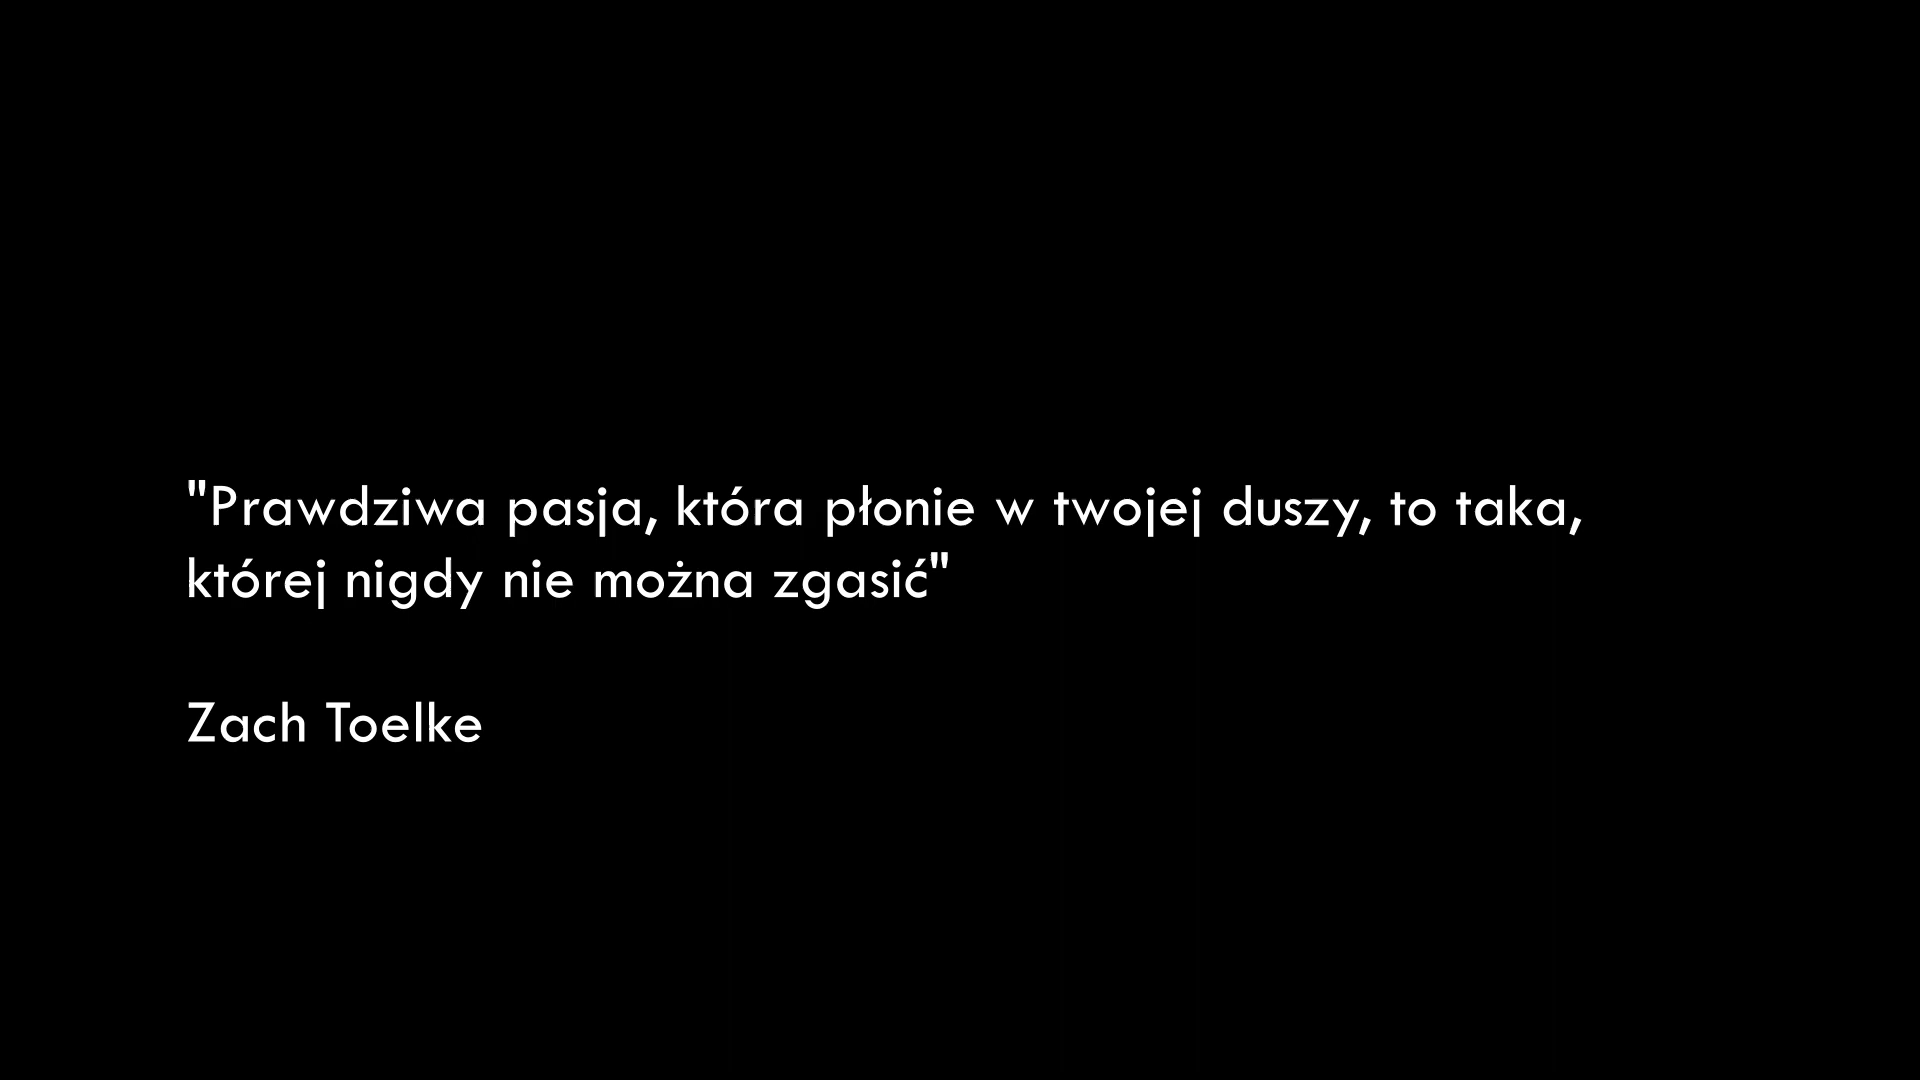 "Prawdziwa pasja, która płonie w twojej duszy, to taka,
której nigdy nie można zgasić"
Zach Toelke